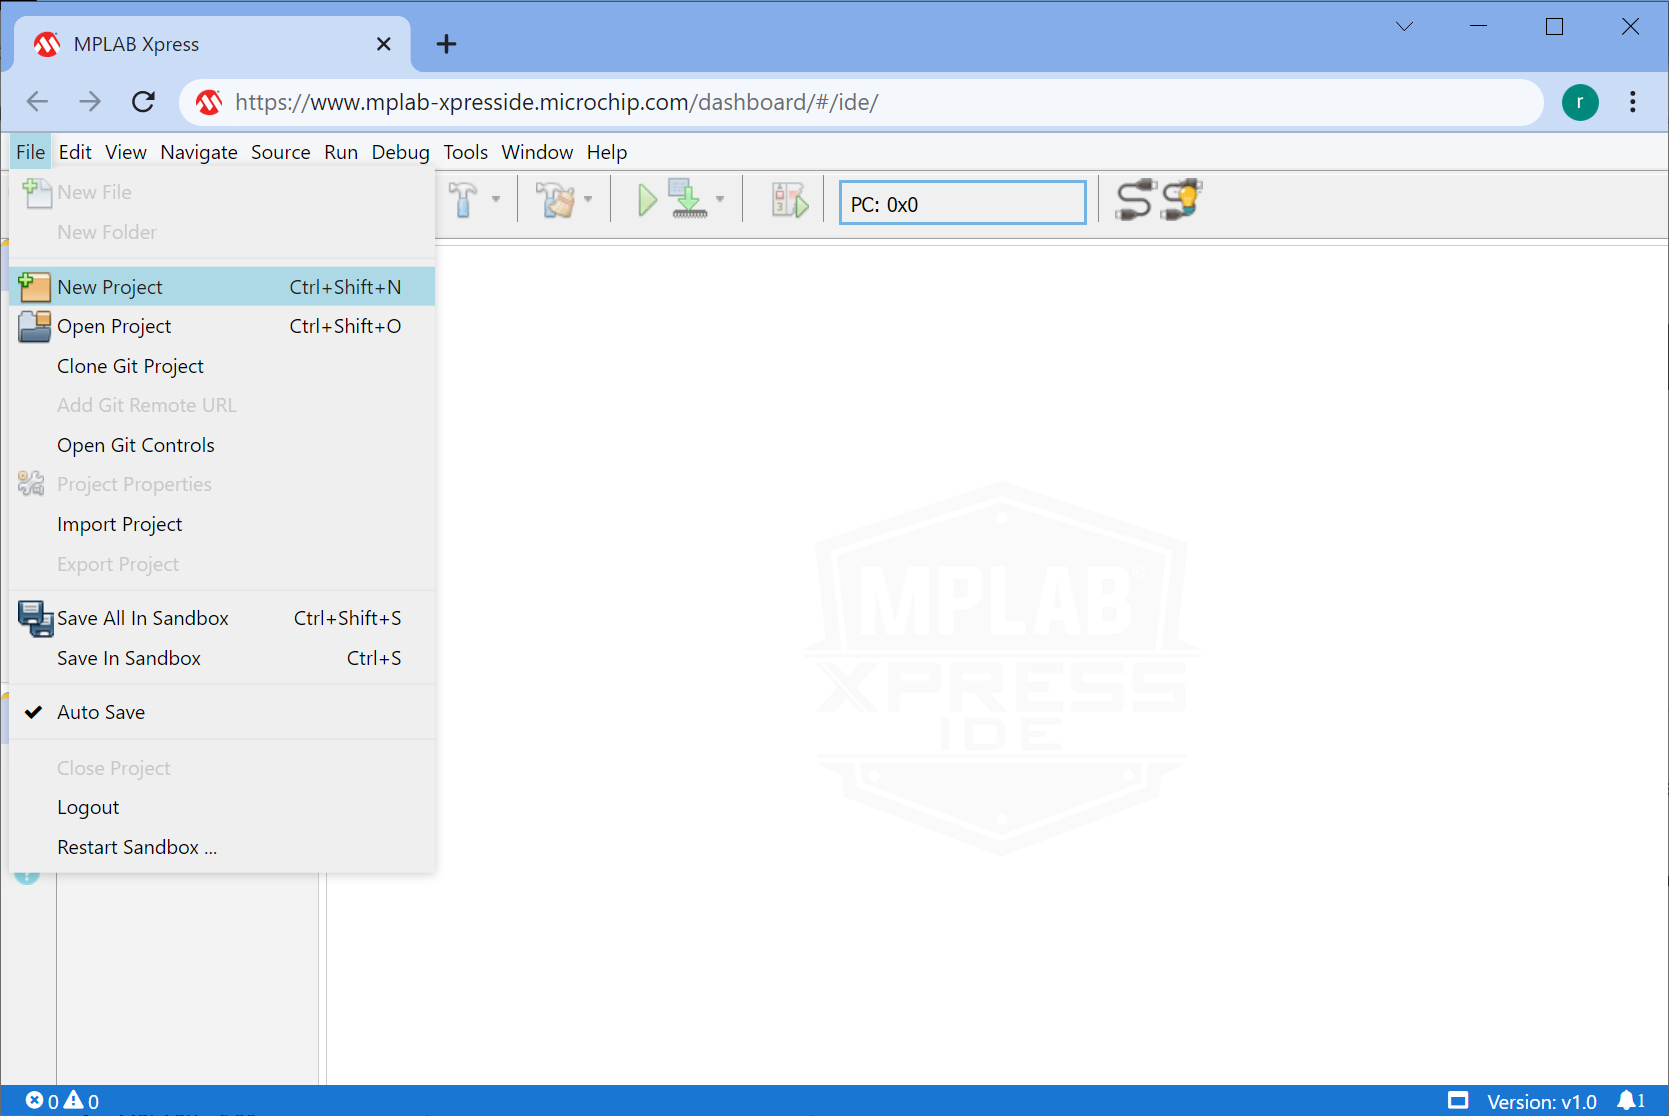 MPLAB Xpress
https://www.mplab-xpresside.microchip.com/dashboard/#/ide/
r
File Edit View Navigate Source Run Debug Tools Window Help
New File
New Folder
PC: 0x0
New Project Ctrl+Shift+N
Open Project Ctrl+Shift+O
Clone Git Project
Add Git Remote URL
Open Git Controls
Project Properties
Import Project
Export Project
Save All In Sandbox Ctrl+Shift+S
Save In Sandbox Ctrl+S
Auto Save
Close Project
Logout
Restart Sandbox ...
MPLAB
XPRESS
IDE
0 0
Version: v1.0 1